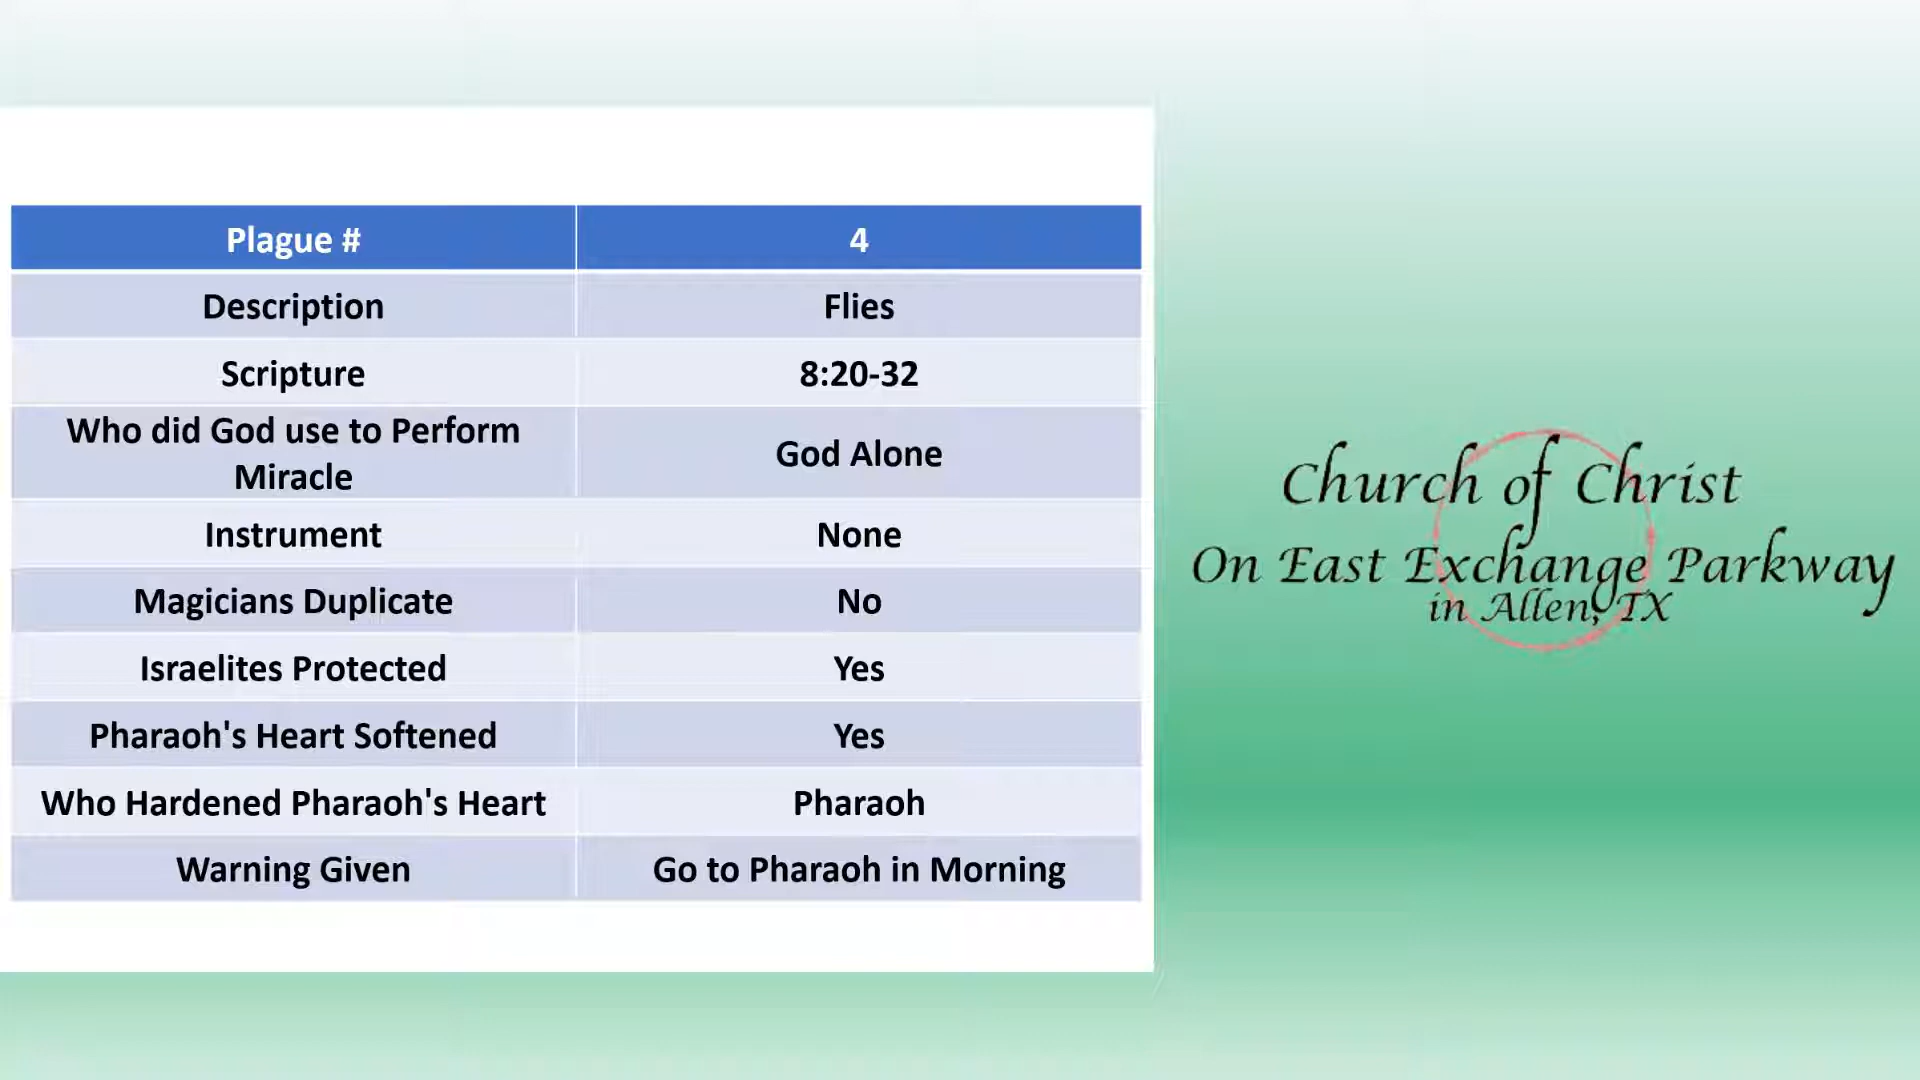 Plague # 4
Description Flies
Scripture 8:20-32
Who did God use to Perform
Miracle God Alone
Instrument None
Magicians Duplicate No
Israelites Protected Yes
Pharaoh's Heart Softened Yes
Who Hardened Pharaoh's Heart Pharaoh
Warning Given Go to Pharaoh in Morning
Church of Christ
On East Exchange Parkway
in Allen, TX